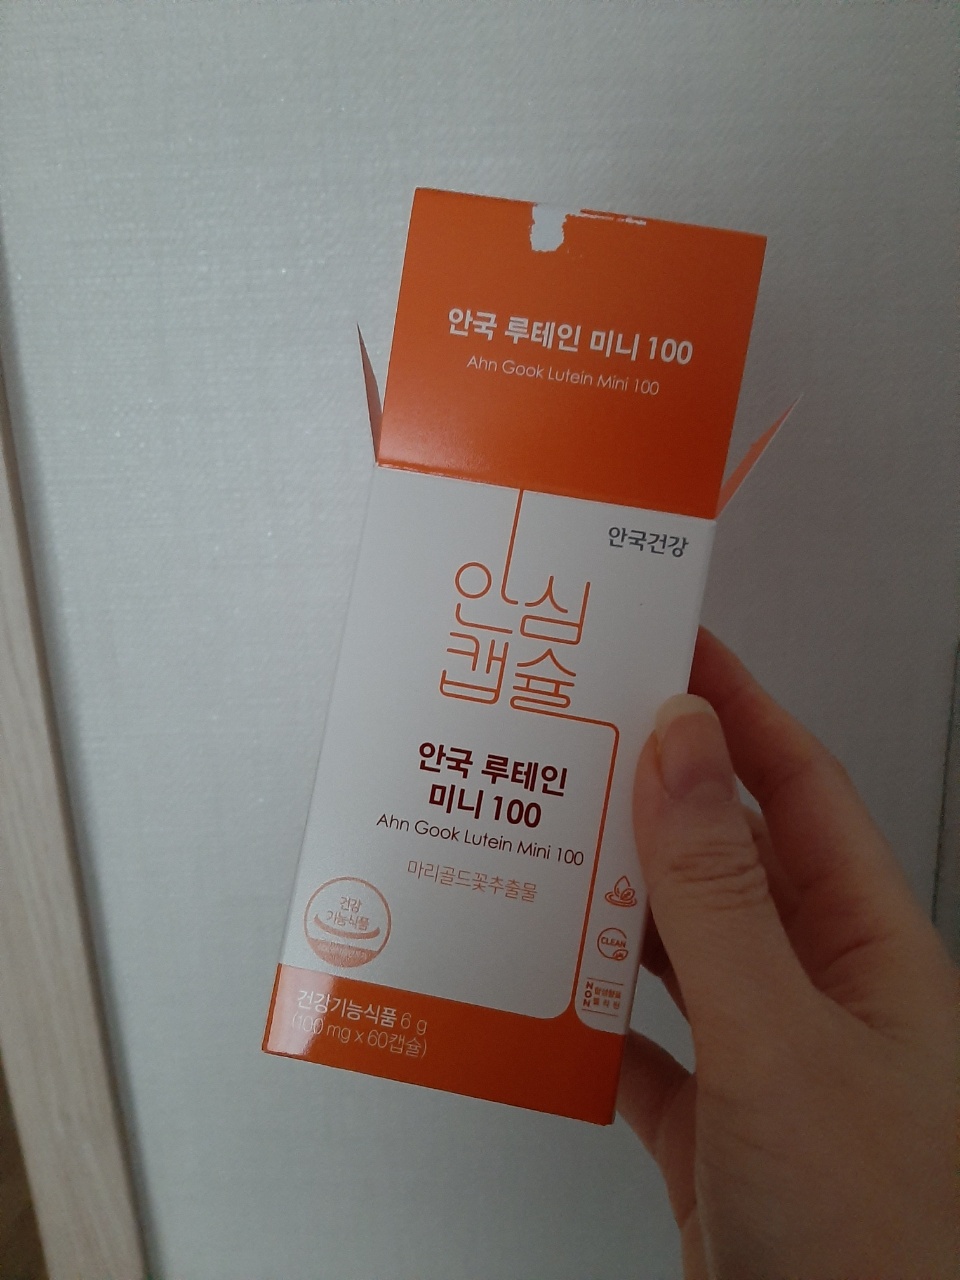 안국 루테인 미니 100
Ahn Gook Lutein Mini 100
안국건강
안심
캡슐
안국 루테인
미니 100
Ahn Gook Lutein Mini 100
마리골드꽃추출물
건강
기능식품
CLEAN
NON
건강기능식품 6 g
(100 mg x 60캡슐)